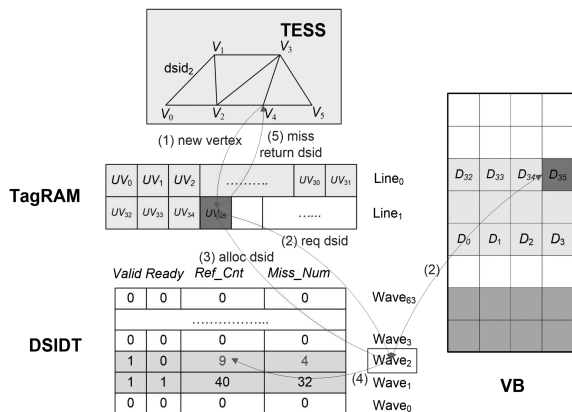 TESS
V1 V3
dsid2
V0 V2 V4 V5
(1) new vertex
(5) miss
return dsid
TagRAM
UV0 UV1 UV2 .......... UV30 UV31 Line0
UV32 UV33 UV34 UV35 ...... Line1
(2) req dsid
(3) alloc dsid
(2)
Valid Ready Ref_Cnt Miss_Num
0 0 0 0 Wave63
..................
0 0 0 0 Wave3
DSIDT
1 0 9 4 Wave2
(4)
1 1 40 32 Wave1
0 0 0 0 Wave0
D32 D33 D34 D35
D0 D1 D2 D3
VB